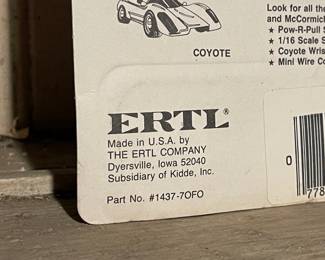 Look for all the
and McCormic
★ Pow-R-Pull
★ 1/16 Scale S
★ Coyote Wris
★ Mini Wire Co
COYOTE
ERTL®
Made in U.S.A. by
THE ERTL COMPANY
Dyersville, Iowa 52040
Subsidiary of Kidde, Inc.
Part No. #1437-7OFO
0
778